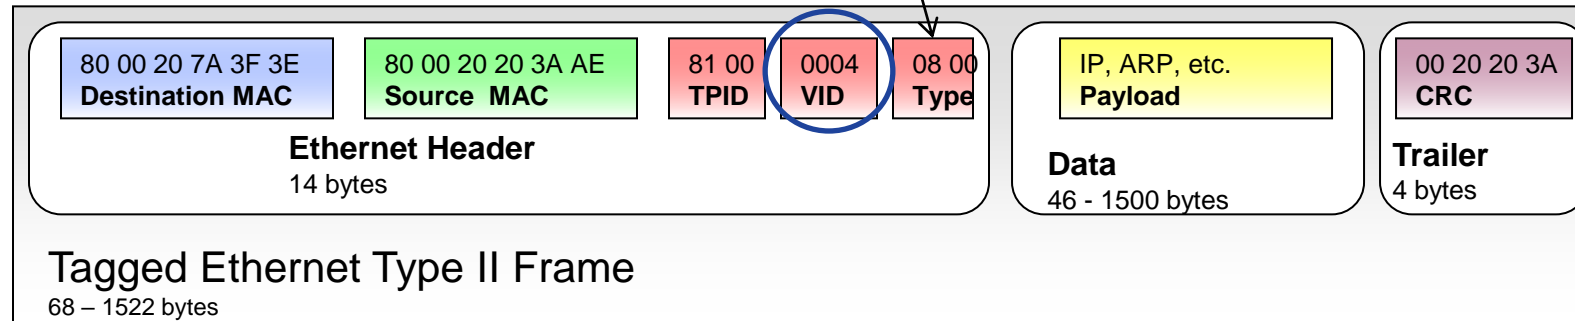 80 00 20 7A 3F 3E
Destination MAC
80 00 20 20 3A AE
Source MAC
81 00
TPID
0004
VID
08 00
Type
Ethernet Header
14 bytes
IP, ARP, etc.
Payload
Data
46 - 1500 bytes
00 20 20 3A
CRC
Trailer
4 bytes
Tagged Ethernet Type II Frame
68 – 1522 bytes